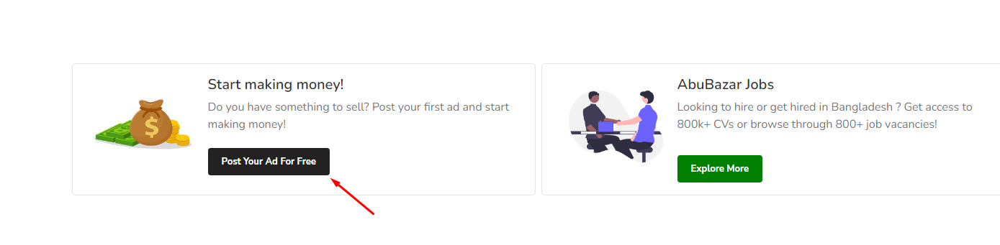 Start making money!
Do you have something to sell? Post your first ad and start
making money!
Post Your Ad For Free
AbuBazar Jobs
Looking to hire or get hired in Bangladesh ? Get access to
800k+ CVs or browse through 800+ job vacancies!
Explore More